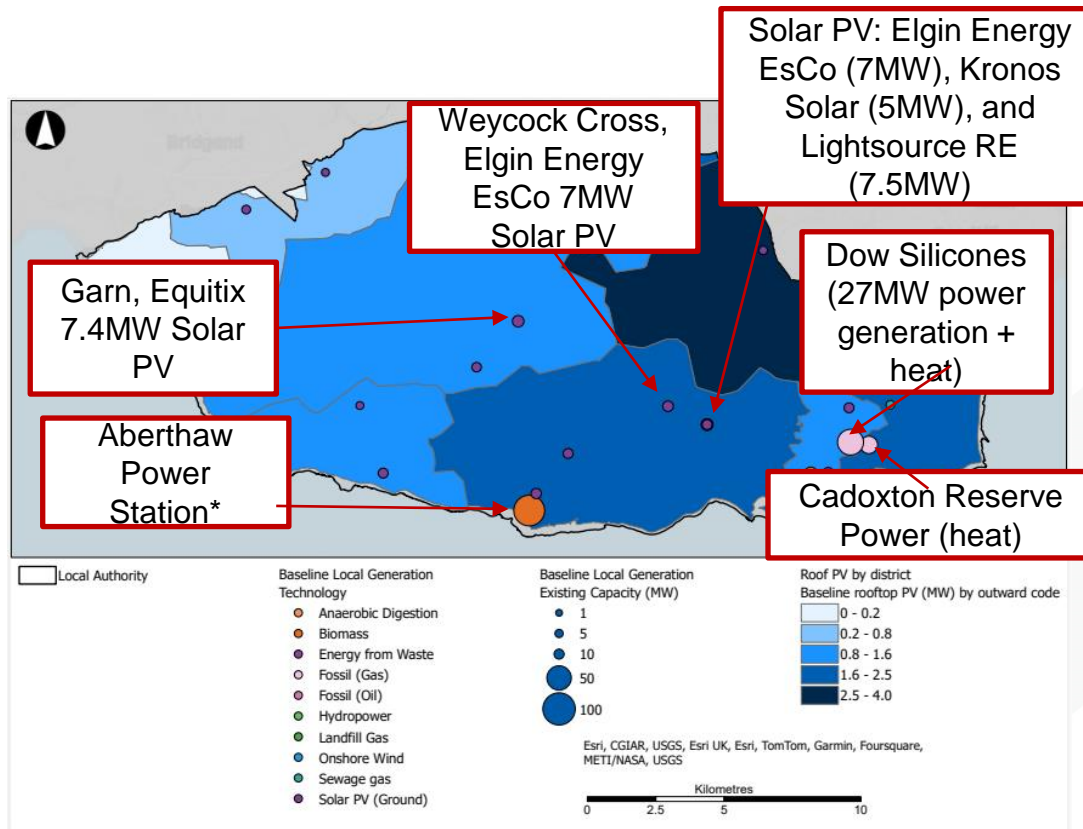 Solar PV: Elgin Energy
EsCo (7MW), Kronos
Solar (5MW), and
Lightsource RE
(7.5MW)
Weycock Cross,
Elgin Energy
EsCo 7MW
Solar PV
Bridgend
Dow Silicones
(27MW power
generation +
heat)
Garn, Equitix
7.4MW Solar
PV
Aberthaw
Power
Station*
Cadoxton Reserve
Power (heat)
Local Authority
Baseline Local Generation
Technology
Anaerobic Digestion
Biomass
Energy from Waste
Fossil (Gas)
Fossil (Oil)
Hydropower
Landfill Gas
Onshore Wind
Sewage gas
Solar PV (Ground)
Baseline Local Generation
Existing Capacity (MW)
1
5
10
50
100
Roof PV by district
Baseline rooftop PV (MW) by outward code
0 - 0.2
0.2 - 0.8
0.8 - 1.6
1.6 - 2.5
2.5 - 4.0
Esri, CGIAR, USGS, Esri UK, Esri, TomTom, Garmin, Foursquare,
METI/NASA, USGS
Kilometres
0 2.5 5 10